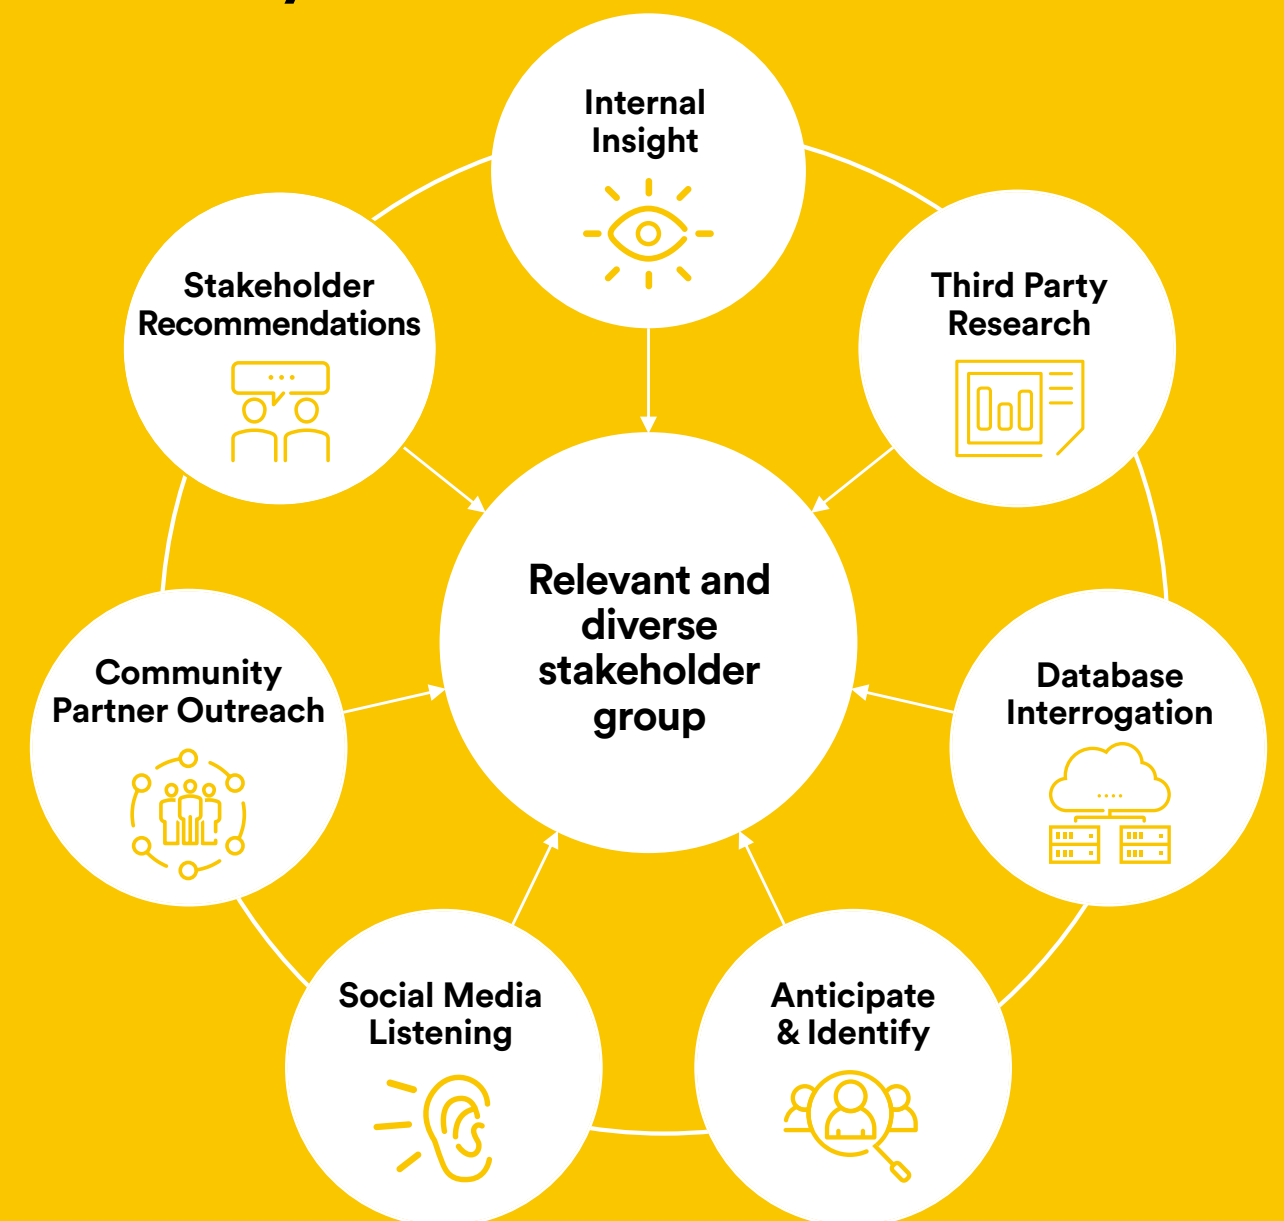 Internal
Insight
Third Party
Research
Database
Interrogation
Anticipate
& Identify
Social Media
Listening
Community
Partner Outreach
Stakeholder
Recommendations
Relevant and
diverse
stakeholder
group